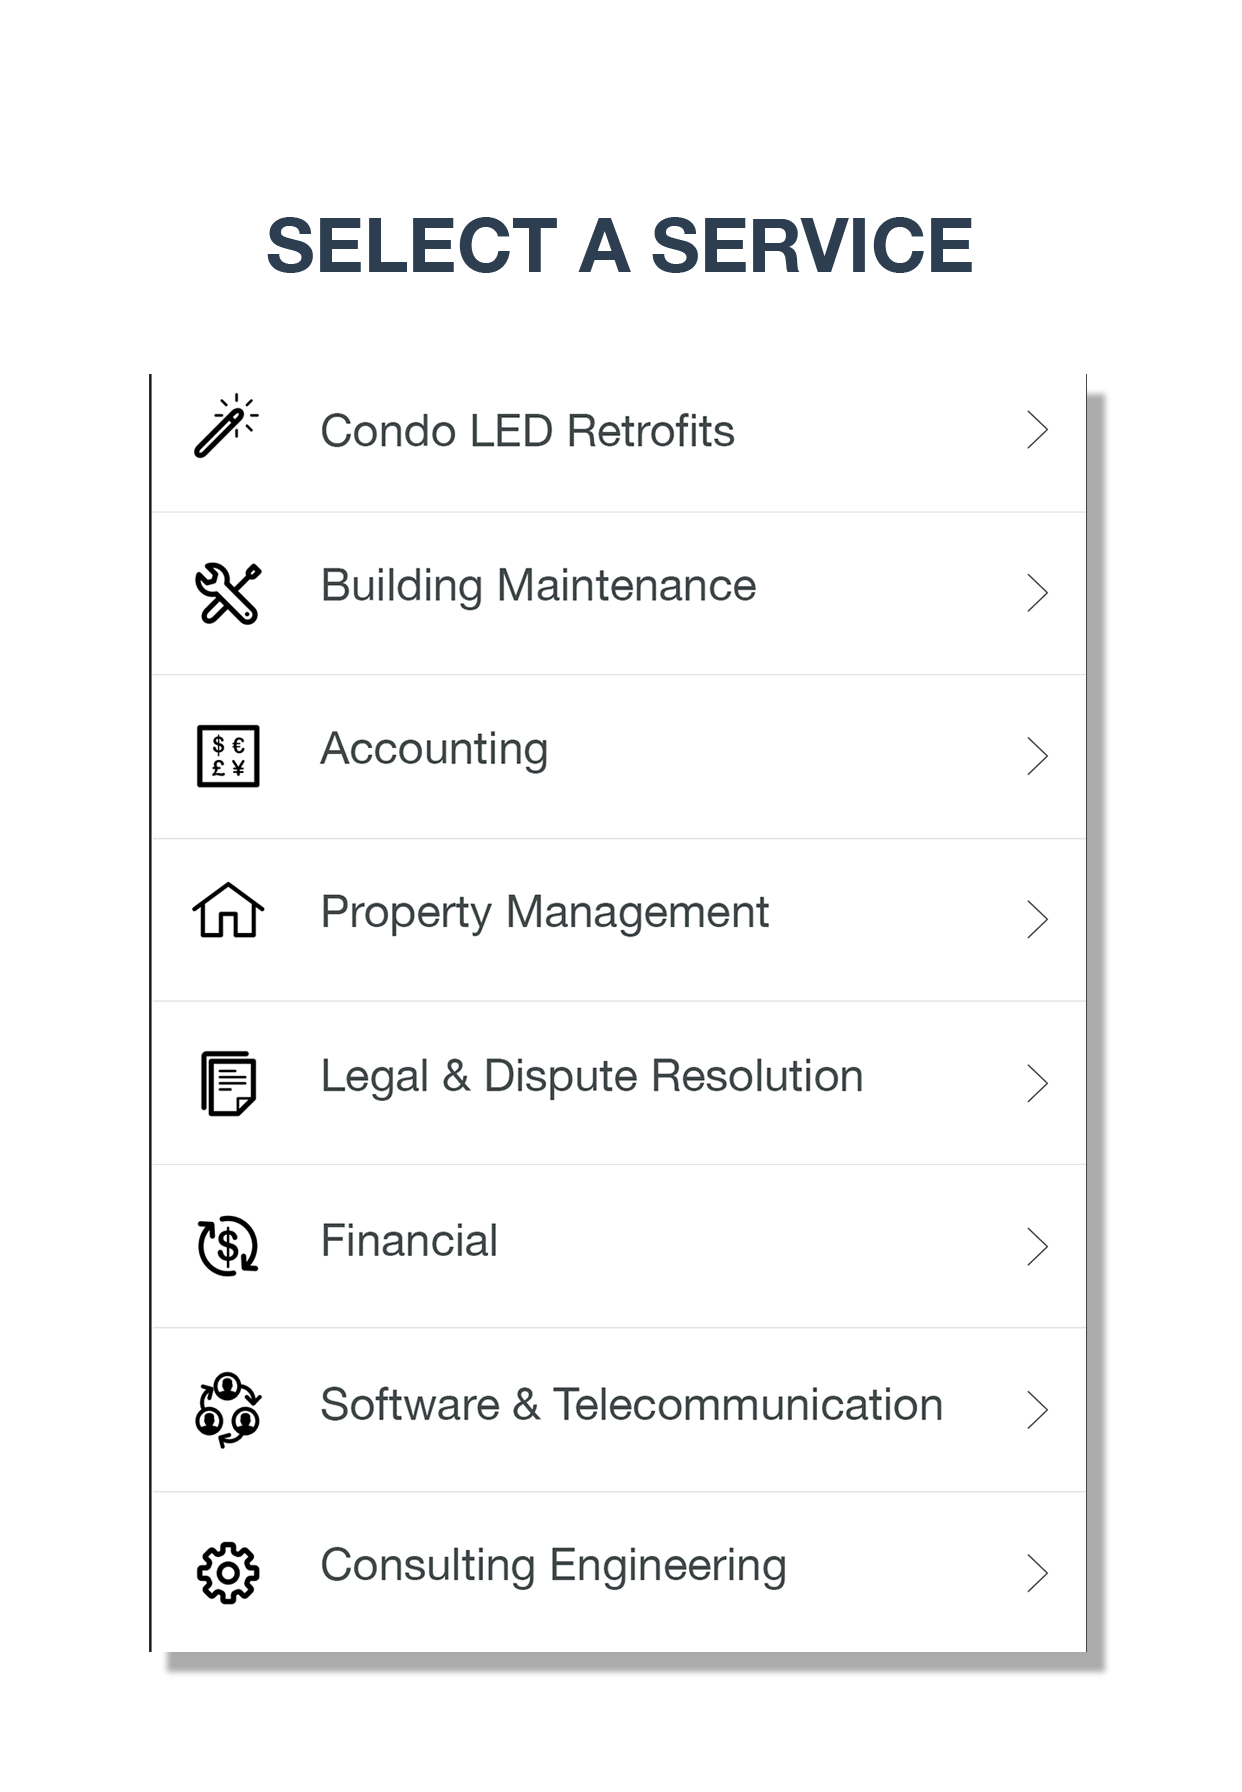 SELECT A SERVICE
Condo LED Retrofits
Building Maintenance
$ €
£ ¥
Accounting
Property Management
Legal & Dispute Resolution
$
Financial
Software & Telecommunication
Consulting Engineering